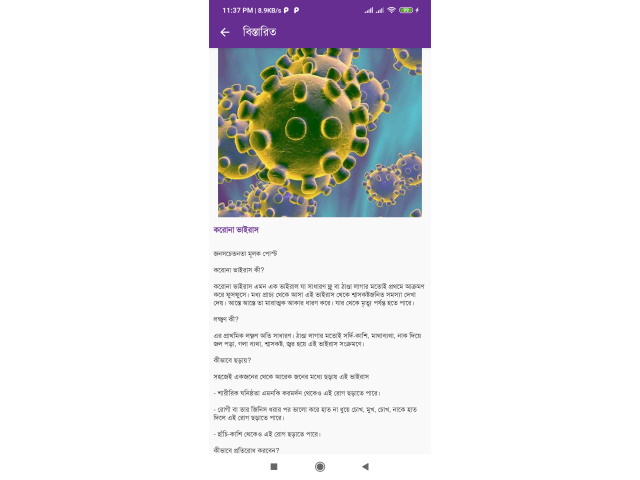 11:37 PM | 8.9KB/s
বিস্তারিত
করোনা ভাইরাস
জনসচেতনতা মূলক পোস্ট
করোনা ভাইরাস কী?
করোনা ভাইরাস এমন এক ভাইরাস যা সাধারণ ফ্লু বা ঠান্ডা লাগার মতোই প্রথমে আক্রমণ
করে ফুসফুসে। মধ্য প্রাচ্য থেকে আসা এই ভাইরাস থেকে শ্বাসকষ্টজনিত সমস্যা দেখা
দেয়। আস্তে আস্তে তা মারাত্মক আকার ধারণ করে। যার থেকে মৃত্যু পর্যন্ত হতে পারে।
লক্ষণ কী?
এর প্রাথমিক লক্ষণ অতি সাধারণ। ঠান্ডা লাগার মতোই সর্দি-কাশি, মাথাব্যথা, নাক দিয়ে
জল পড়া, গলা ব্যথা, শ্বাসকষ্ট, জ্বর হয়ে এই ভাইরাস সংক্রমণে।
কীভাবে ছড়ায়?
সহজেই একজনের থেকে আরেক জনের মধ্যে ছড়ায় এই ভাইরাস
- শারীরিক ঘনিষ্ঠতা এমনকি করমর্দন থেকেও এই রোগ ছড়াতে পারে।
- রোগী বা তার জিনিস ধরার পর ভালো করে হাত না ধুয়ে চোখ, মুখ, চোখ, নাকে হাত
দিলে এই রোগ ছড়াতে পারে।
- হাঁচি-কাশি থেকেও এই রোগ ছড়াতে পারে।
কীভাবে প্রতিরোধ করবেন?